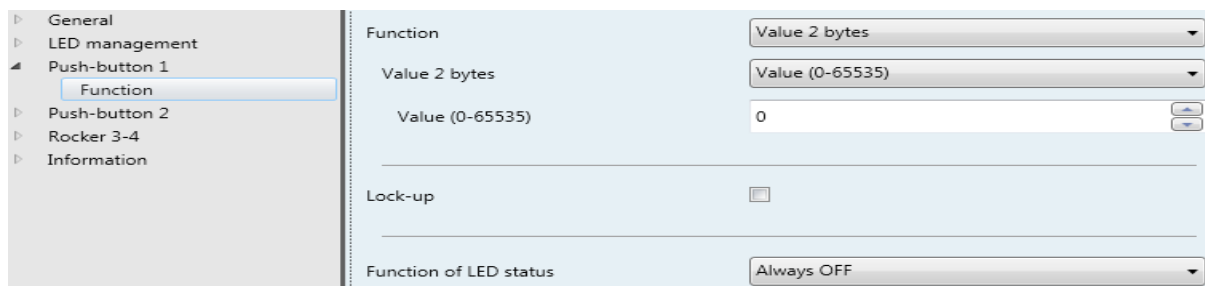 General
LED management
Push-button 1
Function
Push-button 2
Rocker 3-4
Information
Function
Value 2 bytes
Value 2 bytes
Value (0-65535)
Value (0-65535)
0
Lock-up
Function of LED status
Always OFF